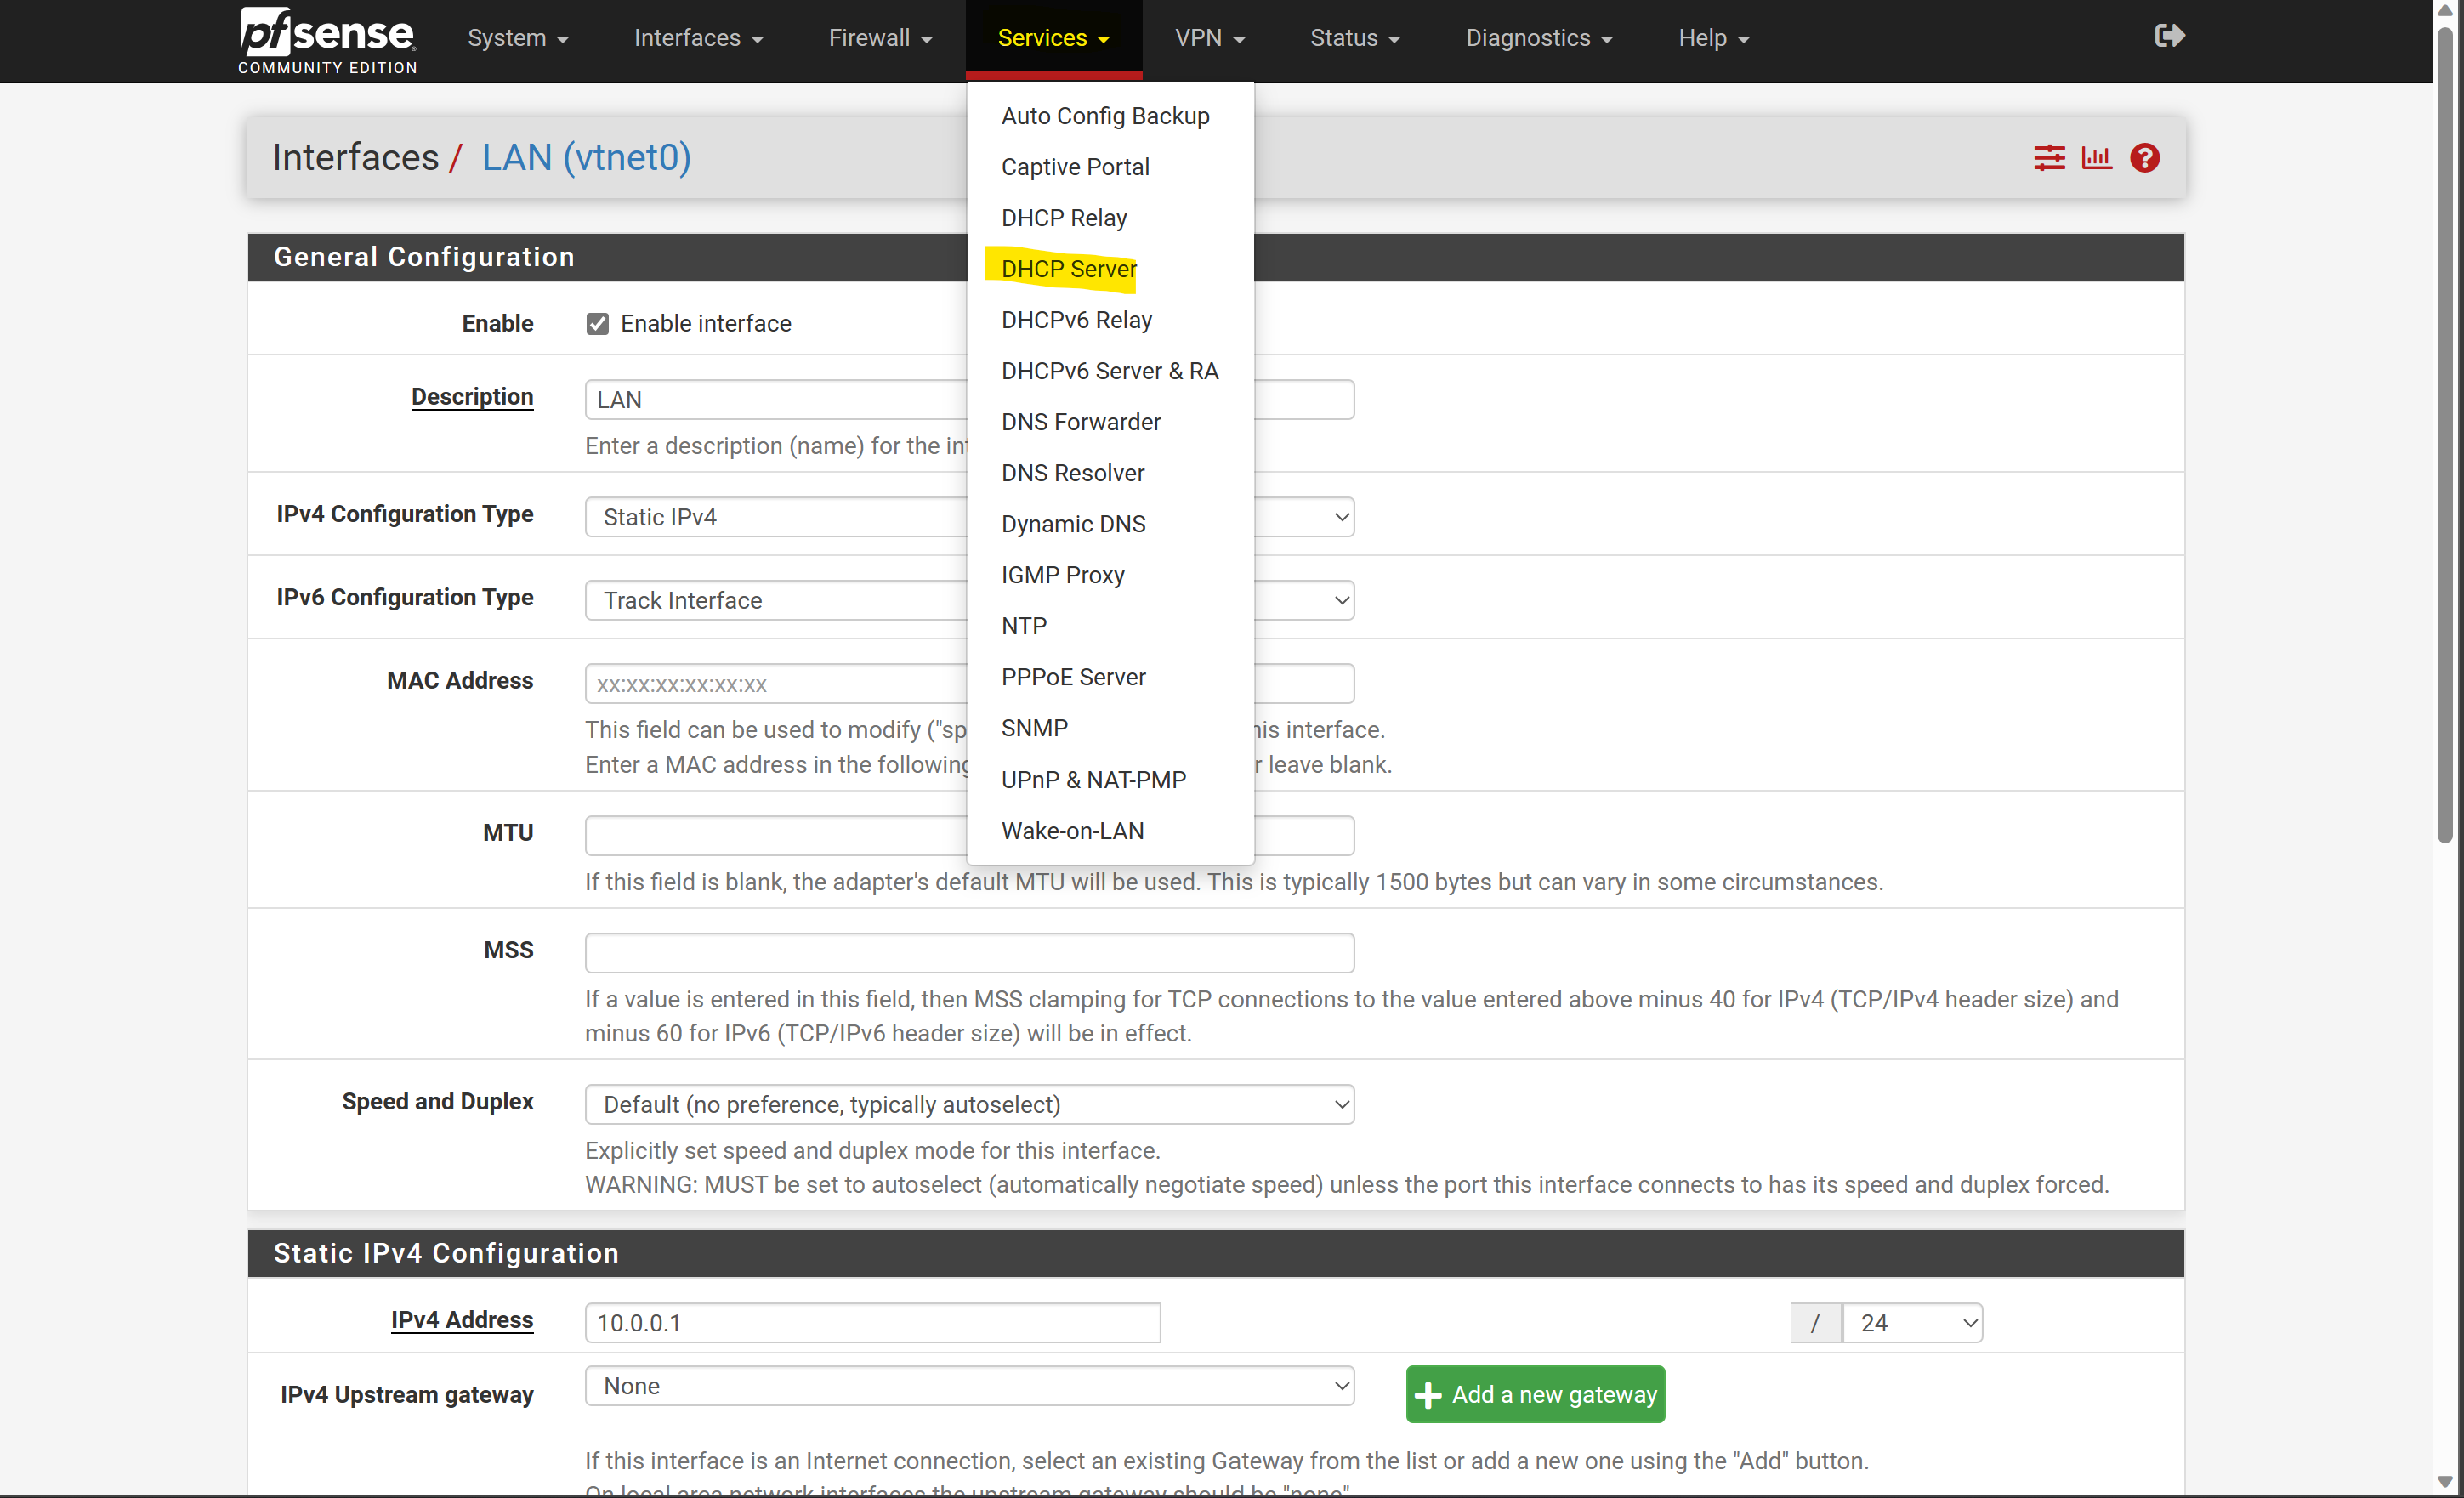 pfsense
COMMUNITY EDITION
System
Interfaces
Firewall
Services
VPN
Status
Diagnostics
Help
Auto Config Backup
Captive Portal
DHCP Relay
DHCP Server
DHCPv6 Relay
DHCPv6 Server & RA
DNS Forwarder
DNS Resolver
Dynamic DNS
IGMP Proxy
NTP
PPPoE Server
SNMP
UPnP & NAT-PMP
Wake-on-LAN
Interfaces / LAN (vtnet0)
General Configuration
Enable
Enable interface
Description
LAN
Enter a description (name) for the
IPv4 Configuration Type
Static IPv4
IPv6 Configuration Type
Track Interface
MAC Address
xx:xx:xx:xx:xx:xx
This field can be used to modify ("sp his interface.
Enter a MAC address in the following r leave blank.
MTU
If this field is blank, the adapter's default MTU will be used. This is typically 1500 bytes but can vary in some circumstances.
MSS
If a value is entered in this field, then MSS clamping for TCP connections to the value entered above minus 40 for IPv4 (TCP/IPv4 header size) and
minus 60 for IPv6 (TCP/IPv6 header size) will be in effect.
Speed and Duplex
Default (no preference, typically autoselect)
Explicitly set speed and duplex mode for this interface.
WARNING: MUST be set to autoselect (automatically negotiate speed) unless the port this interface connects to has its speed and duplex forced.
Static IPv4 Configuration
IPv4 Address
10.0.0.1
/ 24
IPv4 Upstream gateway
None
Add a new gateway
If this interface is an Internet connection, select an existing Gateway from the list or add a new one using the "Add" button.
On local area network interfaces the upstream gateway should be "none".